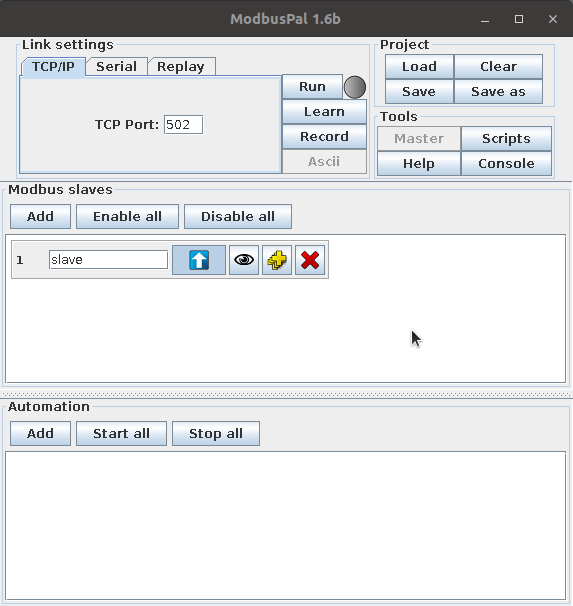 ModbusPal 1.6b
Link settings
TCP/IP Serial Replay
TCP Port: 502
Run
Learn
Record
Ascii
Project
Load Clear
Save Save as
Tools
Master Scripts
Help Console
Modbus slaves
Add Enable all Disable all
1 slave
Automation
Add Start all Stop all